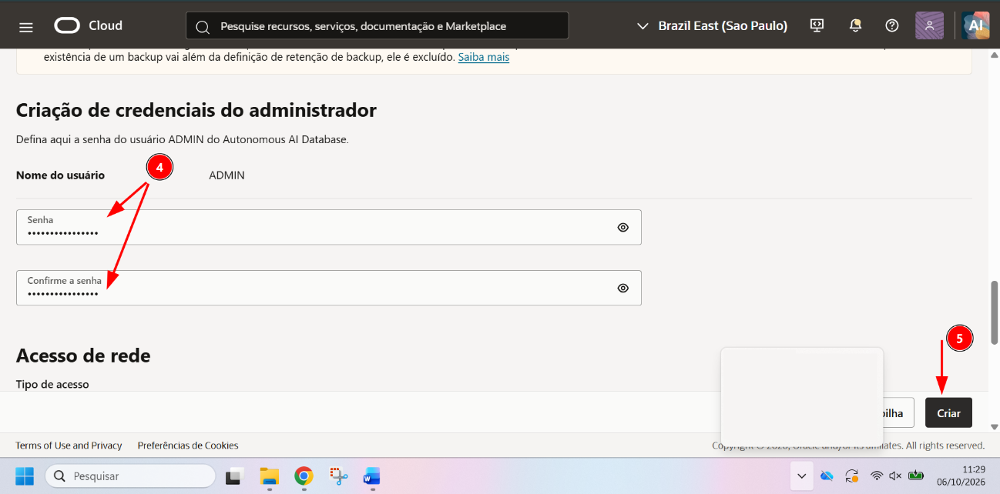 Cloud
Pesquise recursos, serviços, documentação e Marketplace
Brazil East (Sao Paulo)
AI
existência de um backup vai além da definição de retenção de backup, ele é excluído. Saiba mais
Criação de credenciais do administrador
Defina aqui a senha do usuário ADMIN do Autonomous AI Database.
4
Nome do usuário
ADMIN
Senha
••••••••••••••••
Confirme a senha
••••••••••••••••
5
Acesso de rede
Tipo de acesso
Criar
Terms of Use and Privacy
Preferências de Cookies
Copyright © 2026, Oracle and/or its affiliates. All rights reserved.
Pesquisar
11:29
06/10/2026